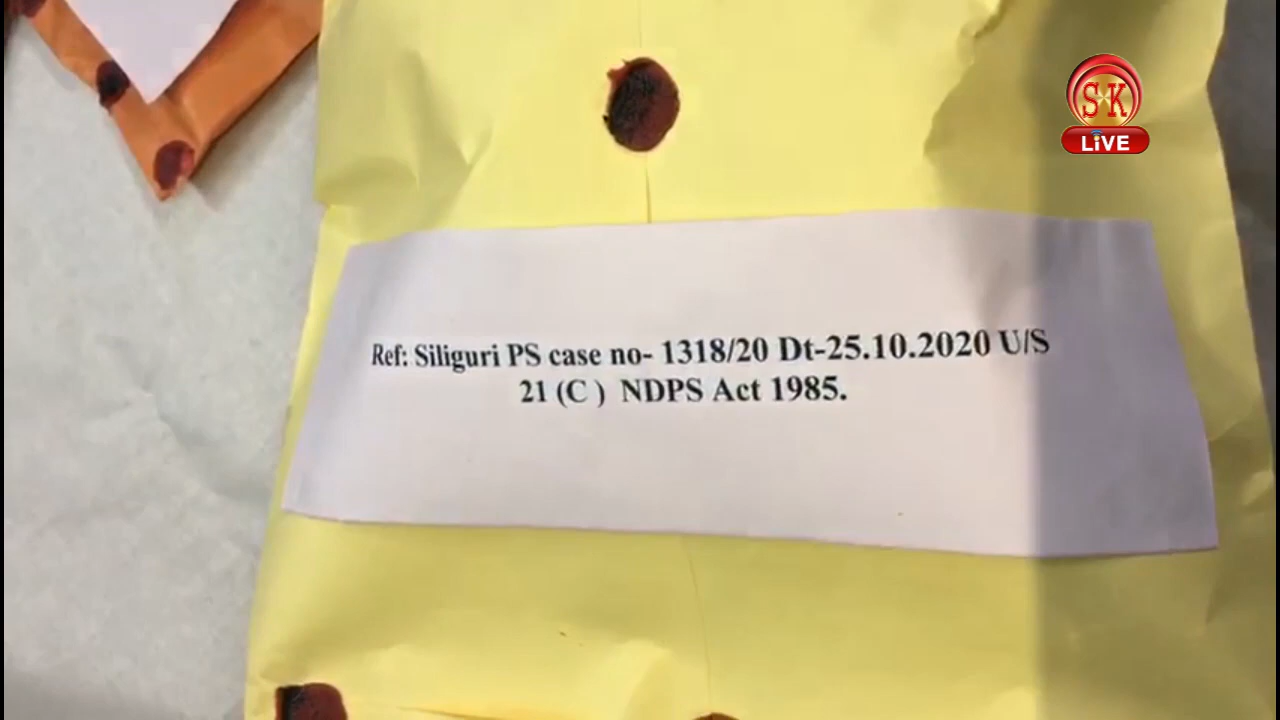 SK
LiVE
Ref: Siliguri PS case no- 1318/20 Dt-25.10.2020 U/S
21 (C ) NDPS Act 1985.